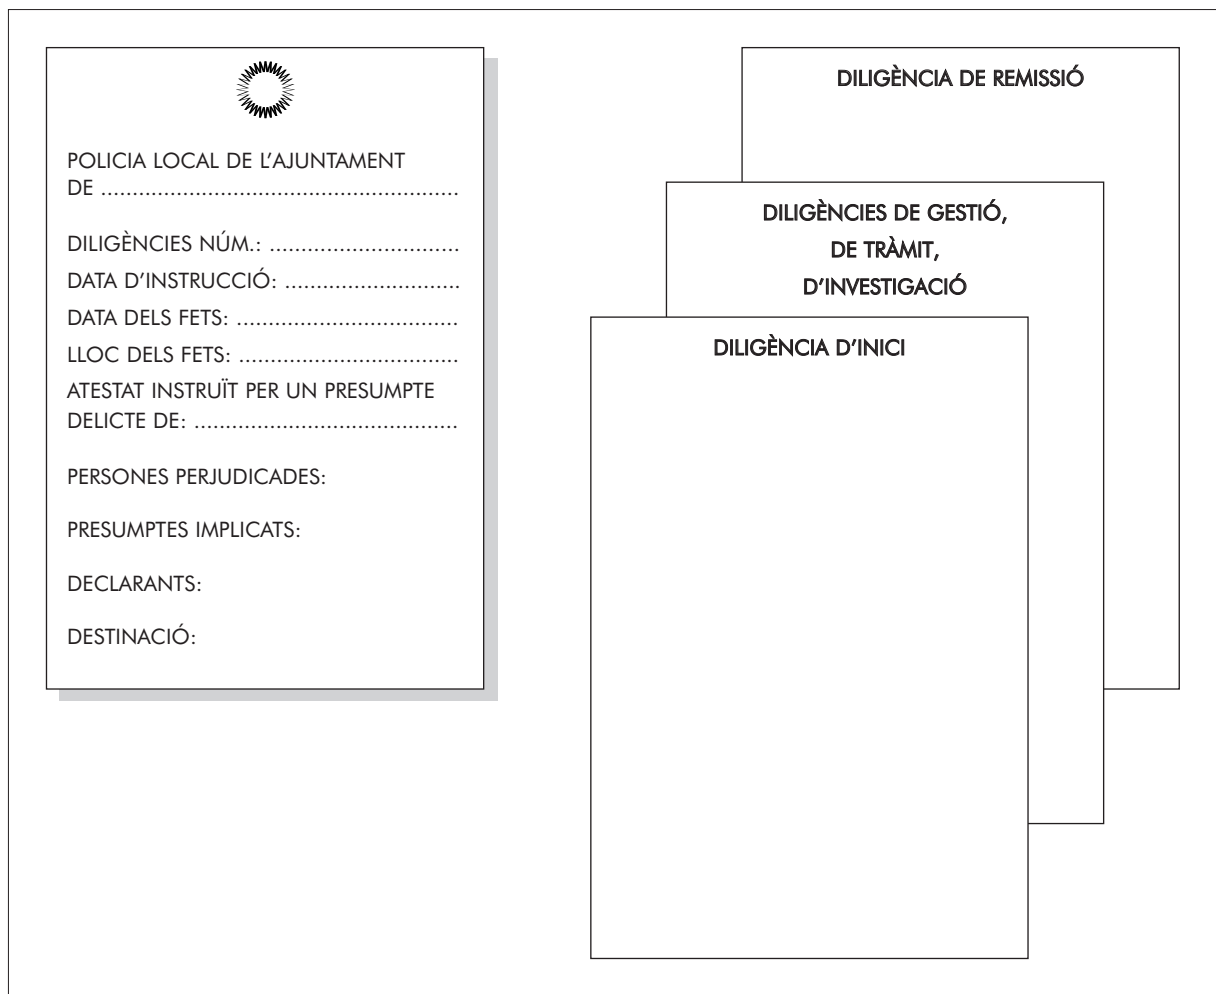 POLICIA LOCAL DE L’AJUNTAMENT
DE .........................................................
DILIGÈNCIES NÚM.: ..............................
DATA D’INSTRUCCIÓ: ............................
DATA DELS FETS: ...................................
LLOC DELS FETS: ...................................
ATESTAT INSTRUÏT PER UN PRESUMPTE
DELICTE DE: ..........................................
PERSONES PERJUDICADES:
PRESUMPTES IMPLICATS:
DECLARANTS:
DESTINACIÓ:
DILIGÈNCIA DE REMISSIÓ
DILIGÈNCIES DE GESTIÓ,
DE TRÀMIT,
D’INVESTIGACIÓ
DILIGÈNCIA D’INICI